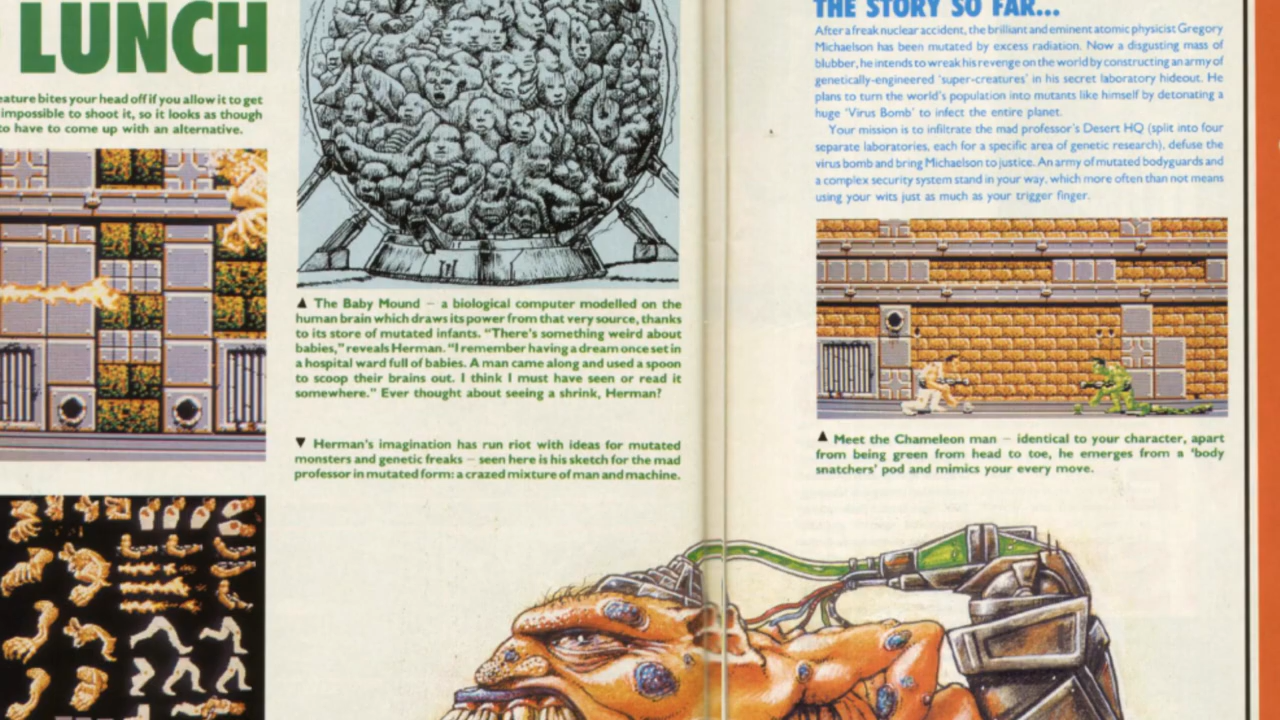 LUNCH
eature bites your head off if you allow it to get
impossible to shoot it, so it looks as though
to have to come up with an alternative.
▲ The Baby Mound – a biological computer modelled on the
human brain which draws its power from that very source, thanks
to its store of mutated infants. “There's something weird about
babies,” reveals Herman. “I remember having a dream once set in
a hospital ward full of babies. A man came along and used a spoon
to scoop their brains out. I think I must have seen or read it
somewhere.” Ever thought about seeing a shrink, Herman?
▼ Herman's imagination has run riot with ideas for mutated
monsters and genetic freaks – seen here is his sketch for the mad
professor in mutated form: a crazed mixture of man and machine.
THE STORY SO FAR...
After a freak nuclear accident, the brilliant and eminent atomic physicist Gregory
Michaelson has been mutated by excess radiation. Now a disgusting mass of
blubber, he intends to wreak his revenge on the world by constructing an army of
genetically-engineered 'super-creatures' in his secret laboratory hideout. He
plans to turn the world's population into mutants like himself by detonating a
huge 'Virus Bomb' to infect the entire planet.
Your mission is to infiltrate the mad professor's Desert HQ (split into four
separate laboratories, each for a specific area of genetic research), defuse the
virus bomb and bring Michaelson to justice. An army of mutated bodyguards and
a complex security system stand in your way, which more often than not means
using your wits just as much as your trigger finger.
▲ Meet the Chameleon man – identical to your character, apart
from being green from head to toe, he emerges from a 'body
snatchers' pod and mimics your every move.